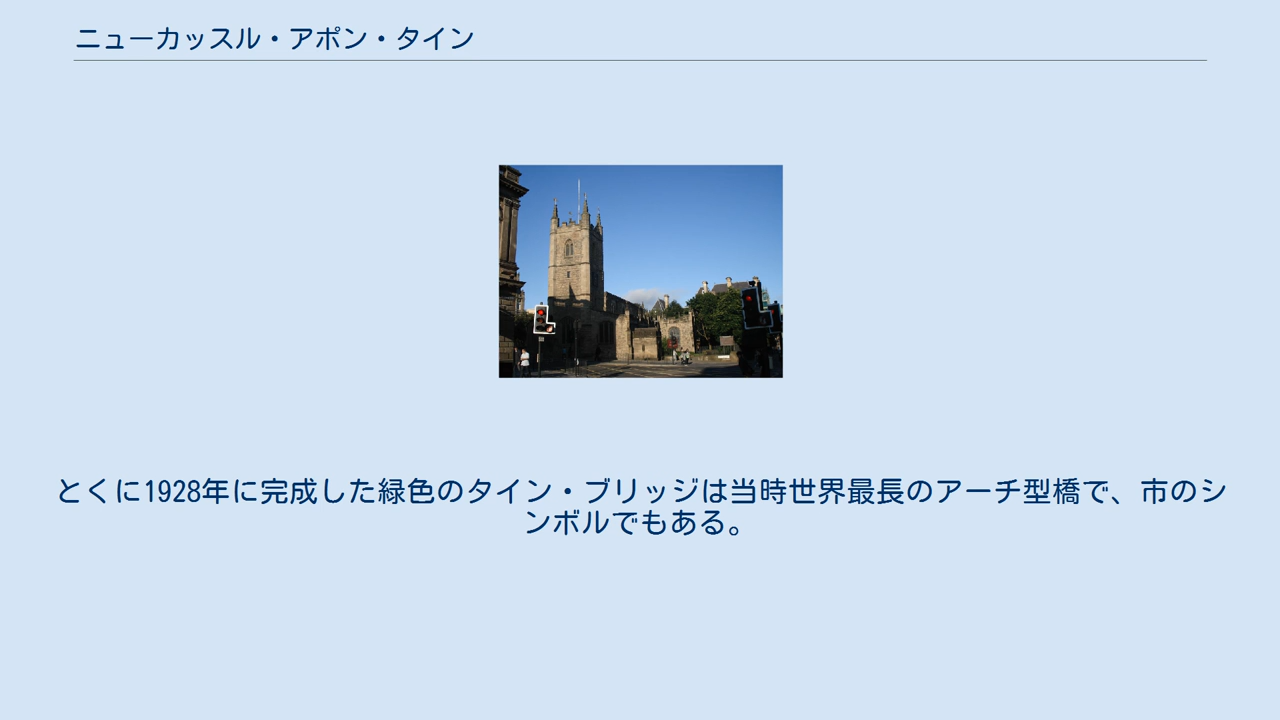 ニューカッスル・アポン・タイン
とくに1928年に完成した緑色のタイン・ブリッジは当時世界最長のアーチ型橋で、市のシ
ンボルでもある。